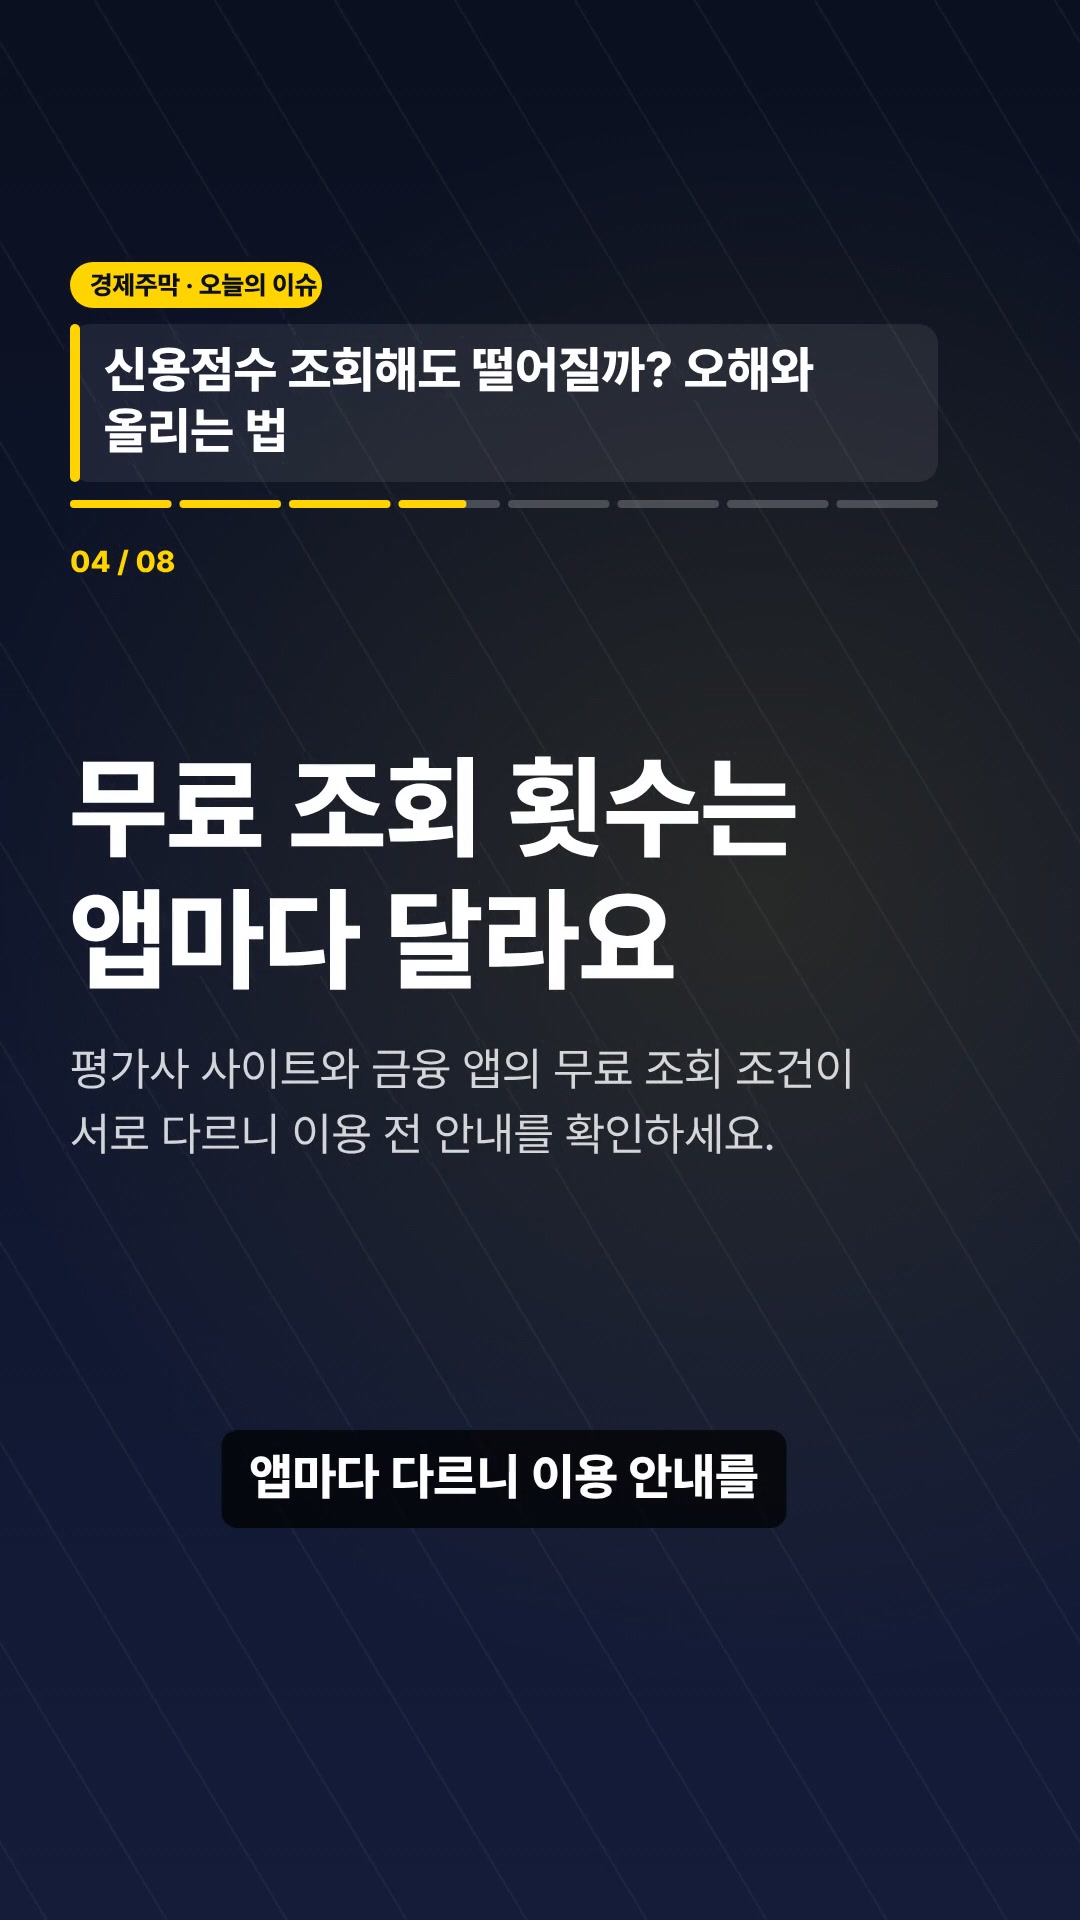 경제주막 · 오늘의 이슈
신용점수 조회해도 떨어질까? 오해와
올리는 법
04 / 08
무료 조회 횟수는
앱마다 달라요
평가사 사이트와 금융 앱의 무료 조회 조건이
서로 다르니 이용 전 안내를 확인하세요.
앱마다 다르니 이용 안내를